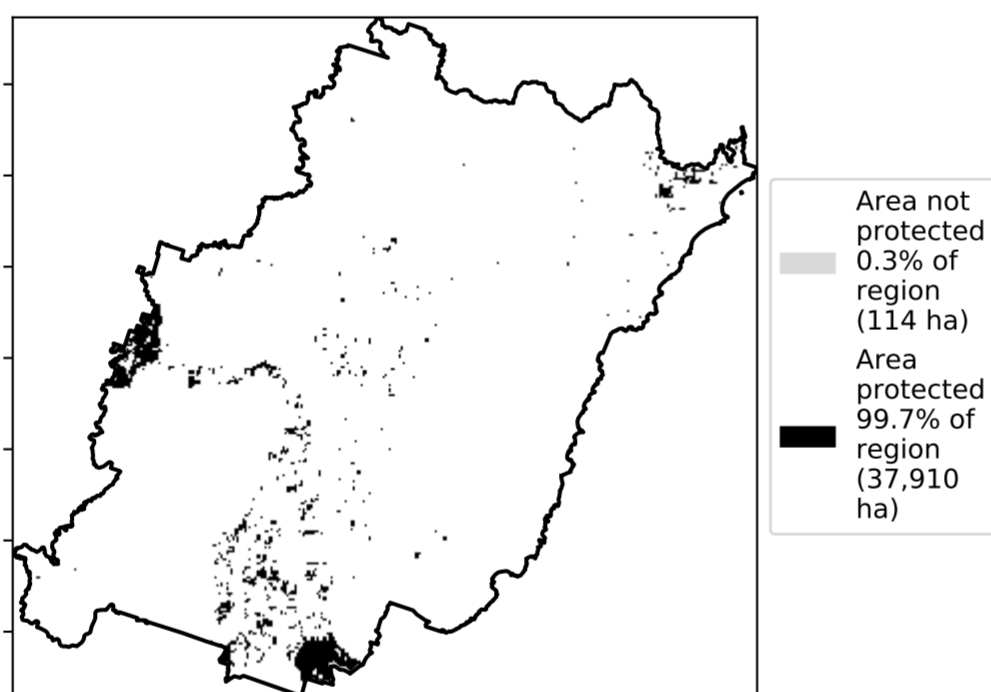 Area not
protected
0.3% of
region
(114 ha)
Area
protected
99.7% of
region
(37,910
ha)